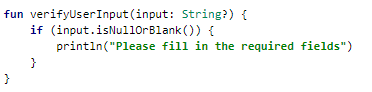 fun verifyUserInput(input: String?) {
    if (input.isNullOrBlank()) {
        println("Please fill in the required fields")
    }
}